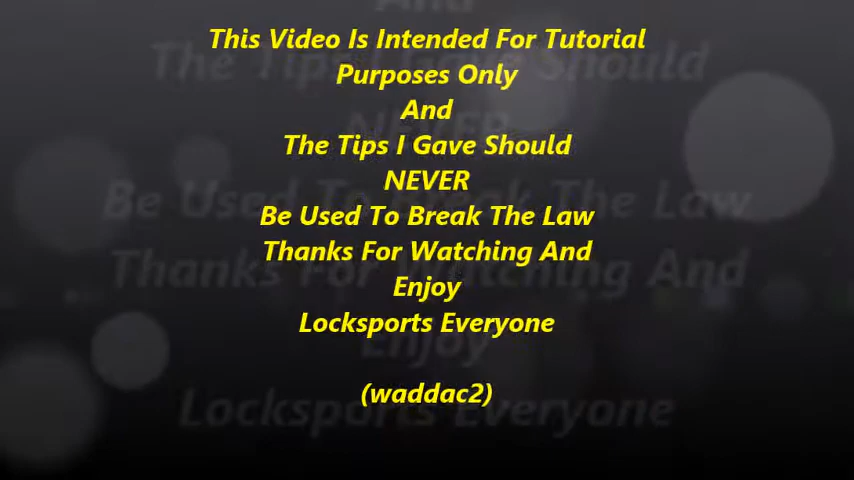 This Video Is Intended For Tutorial
Purposes Only
And
The Tips I Gave Should
NEVER
Be Used To Break The Law
Thanks For Watching And
Enjoy
Locksports Everyone
(waddac2)